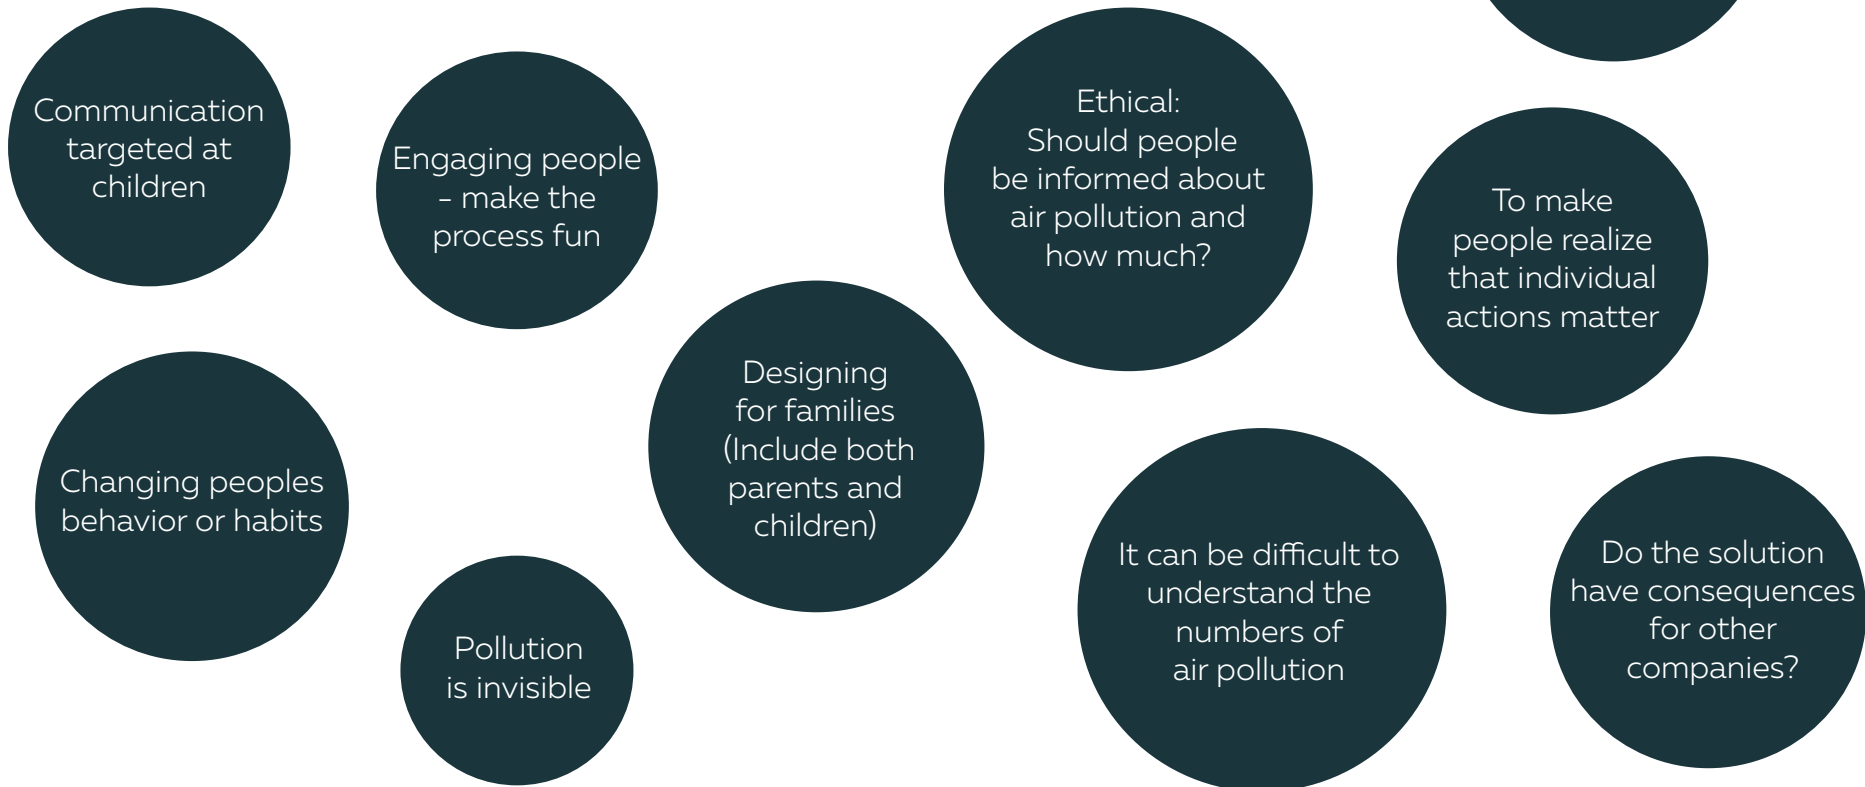 Communication
targeted at
children
Engaging people
- make the
process fun
Ethical:
Should people
be informed about
air pollution and
how much?
To make
people realize
that individual
actions matter
Changing peoples
behavior or habits
Designing
for families
(Include both
parents and
children)
Pollution
is invisible
It can be difficult to
understand the
numbers of
air pollution
Do the solution
have consequences
for other
companies?